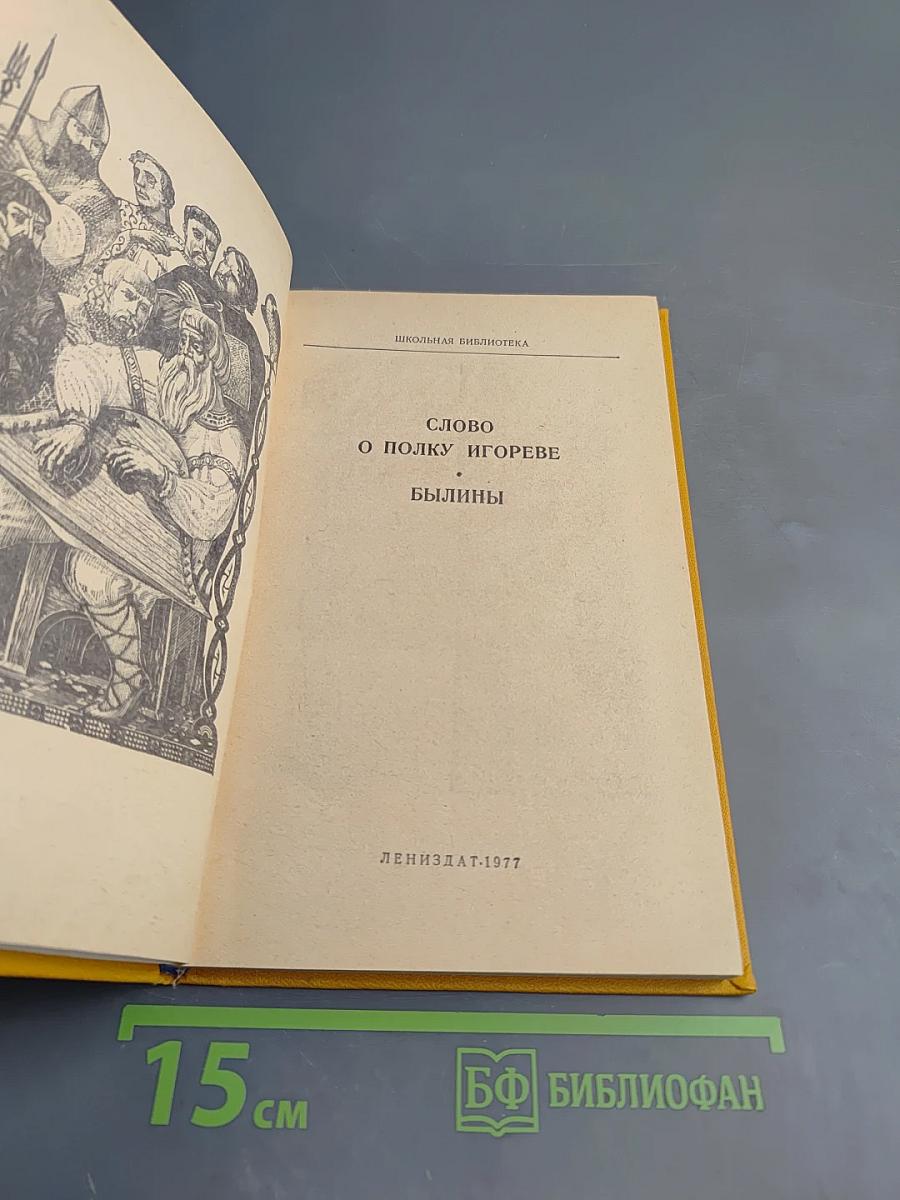 ШКОЛЬНАЯ БИБЛИОТЕКА
СЛОВО
О ПОЛКУ ИГОРЕВЕ
•
БЫЛИНЫ
ЛЕНИЗДАТ·1977
15 см
БФ БИБЛИОФАН